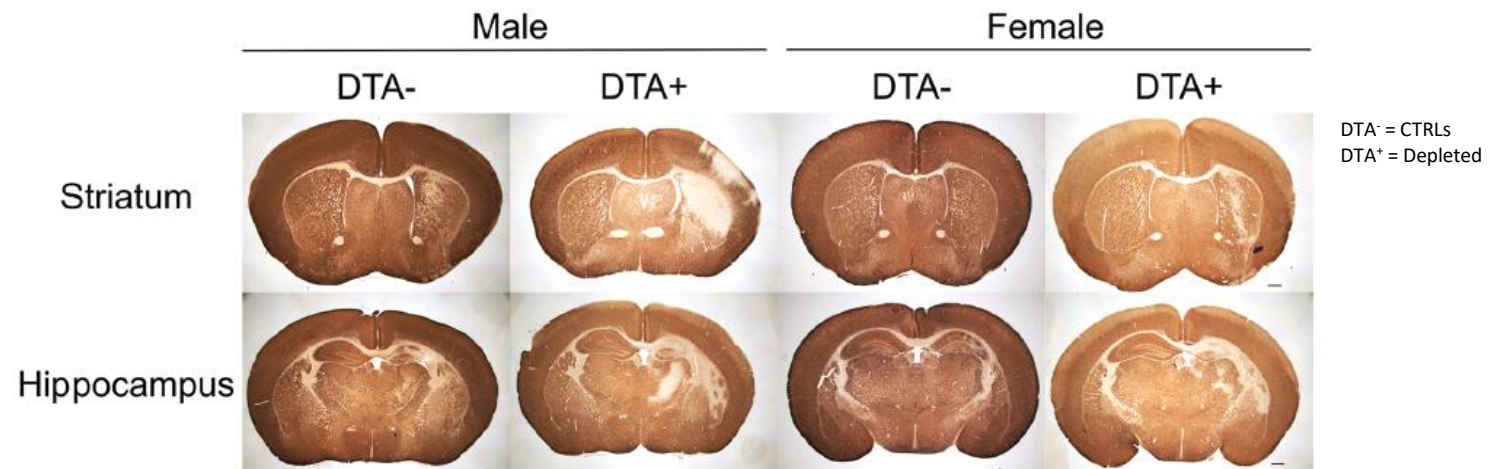 Male Female
DTA- DTA+ DTA- DTA+
DTA⁻ = CTRLs
DTA⁺ = Depleted
Striatum
Hippocampus